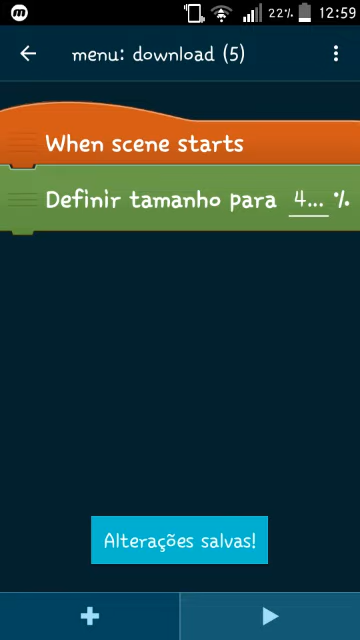 22% 12:59
menu: download (5)
When scene starts
Definir tamanho para 4... %
Alterações salvas!